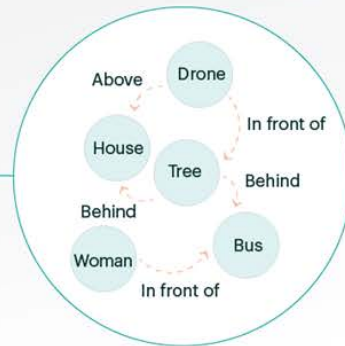 Drone
Above
In front of
House
Tree
Behind
Behind
Bus
Woman
In front of